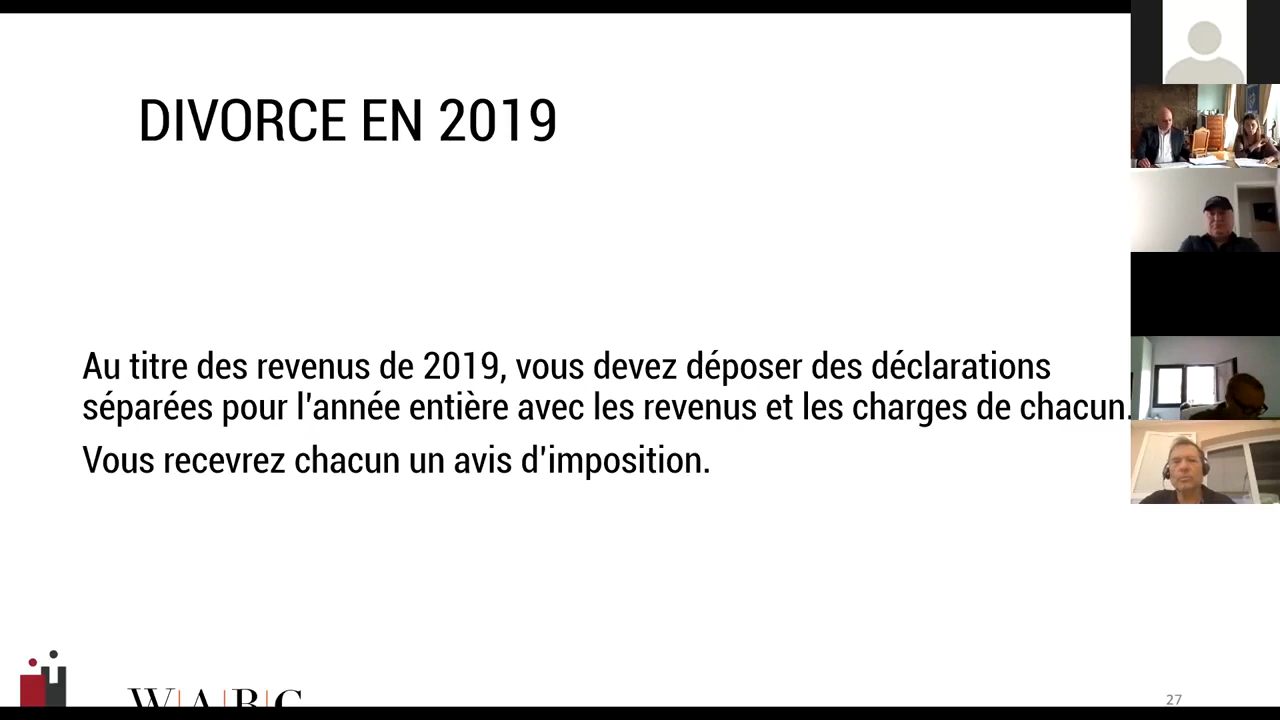 DIVORCE EN 2019
Au titre des revenus de 2019, vous devez déposer des déclarations
séparées pour l'année entière avec les revenus et les charges de chacun.
Vous recevrez chacun un avis d'imposition.
W|A|B|C
27